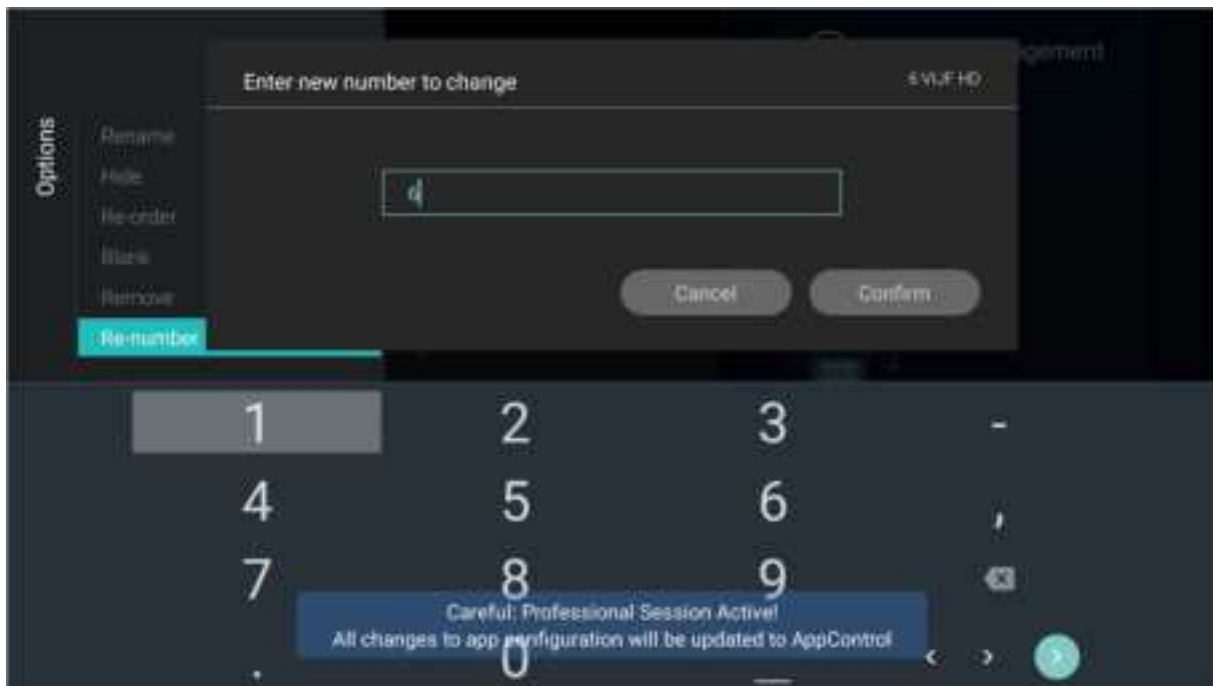 gement
Enter new number to change
6 VIJF HD
Options
Rename
Hide
Re-order
Blank
Remove
Re-number
6
Cancel
Confirm
1 2 3 -
4 5 6 ,
7 8 9
Careful: Professional Session Active!
All changes to app configuration will be updated to AppControl
. 0 _
< >